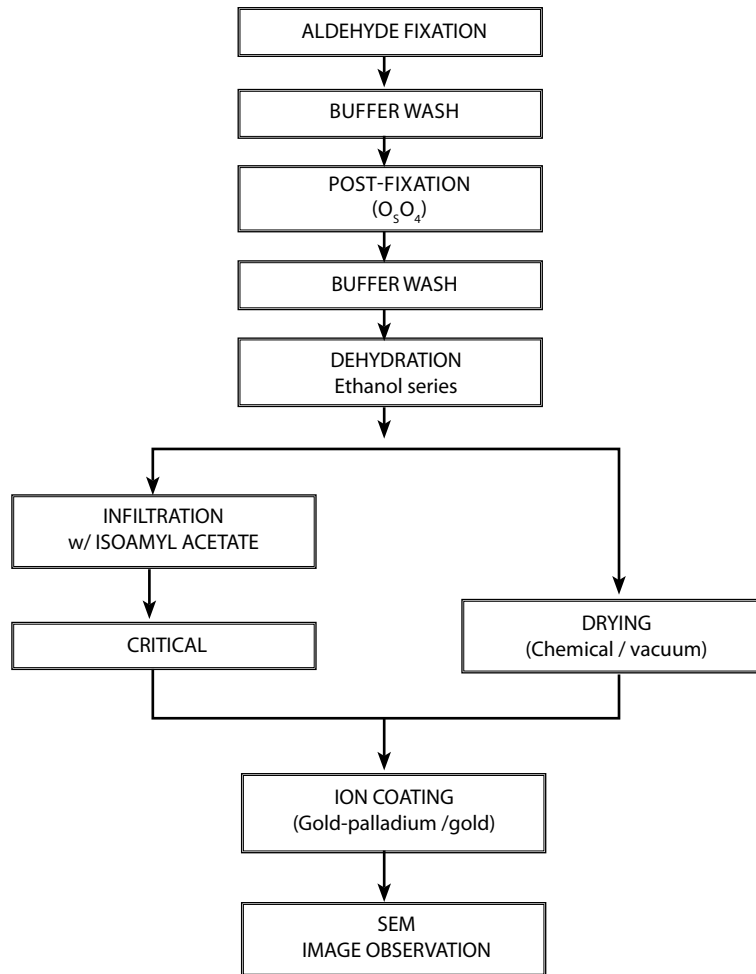 ALDEHYDE FIXATION
BUFFER WASH
POST-FIXATION
(OₛO₄)
BUFFER WASH
DEHYDRATION
Ethanol series
INFILTRATION
w/ ISOAMYL ACETATE
CRITICAL
DRYING
(Chemical / vacuum)
ION COATING
(Gold-palladium /gold)
SEM
IMAGE OBSERVATION